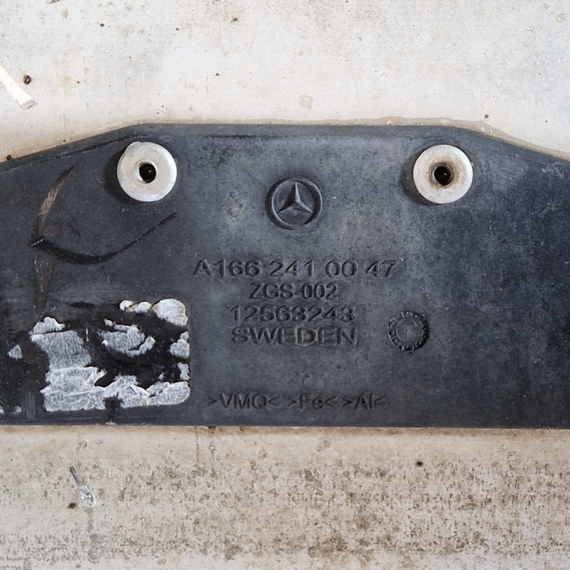 A166 241 00 47
ZGS-002
12563243
SWEDEN
>VMQ< >Fe< >Al<